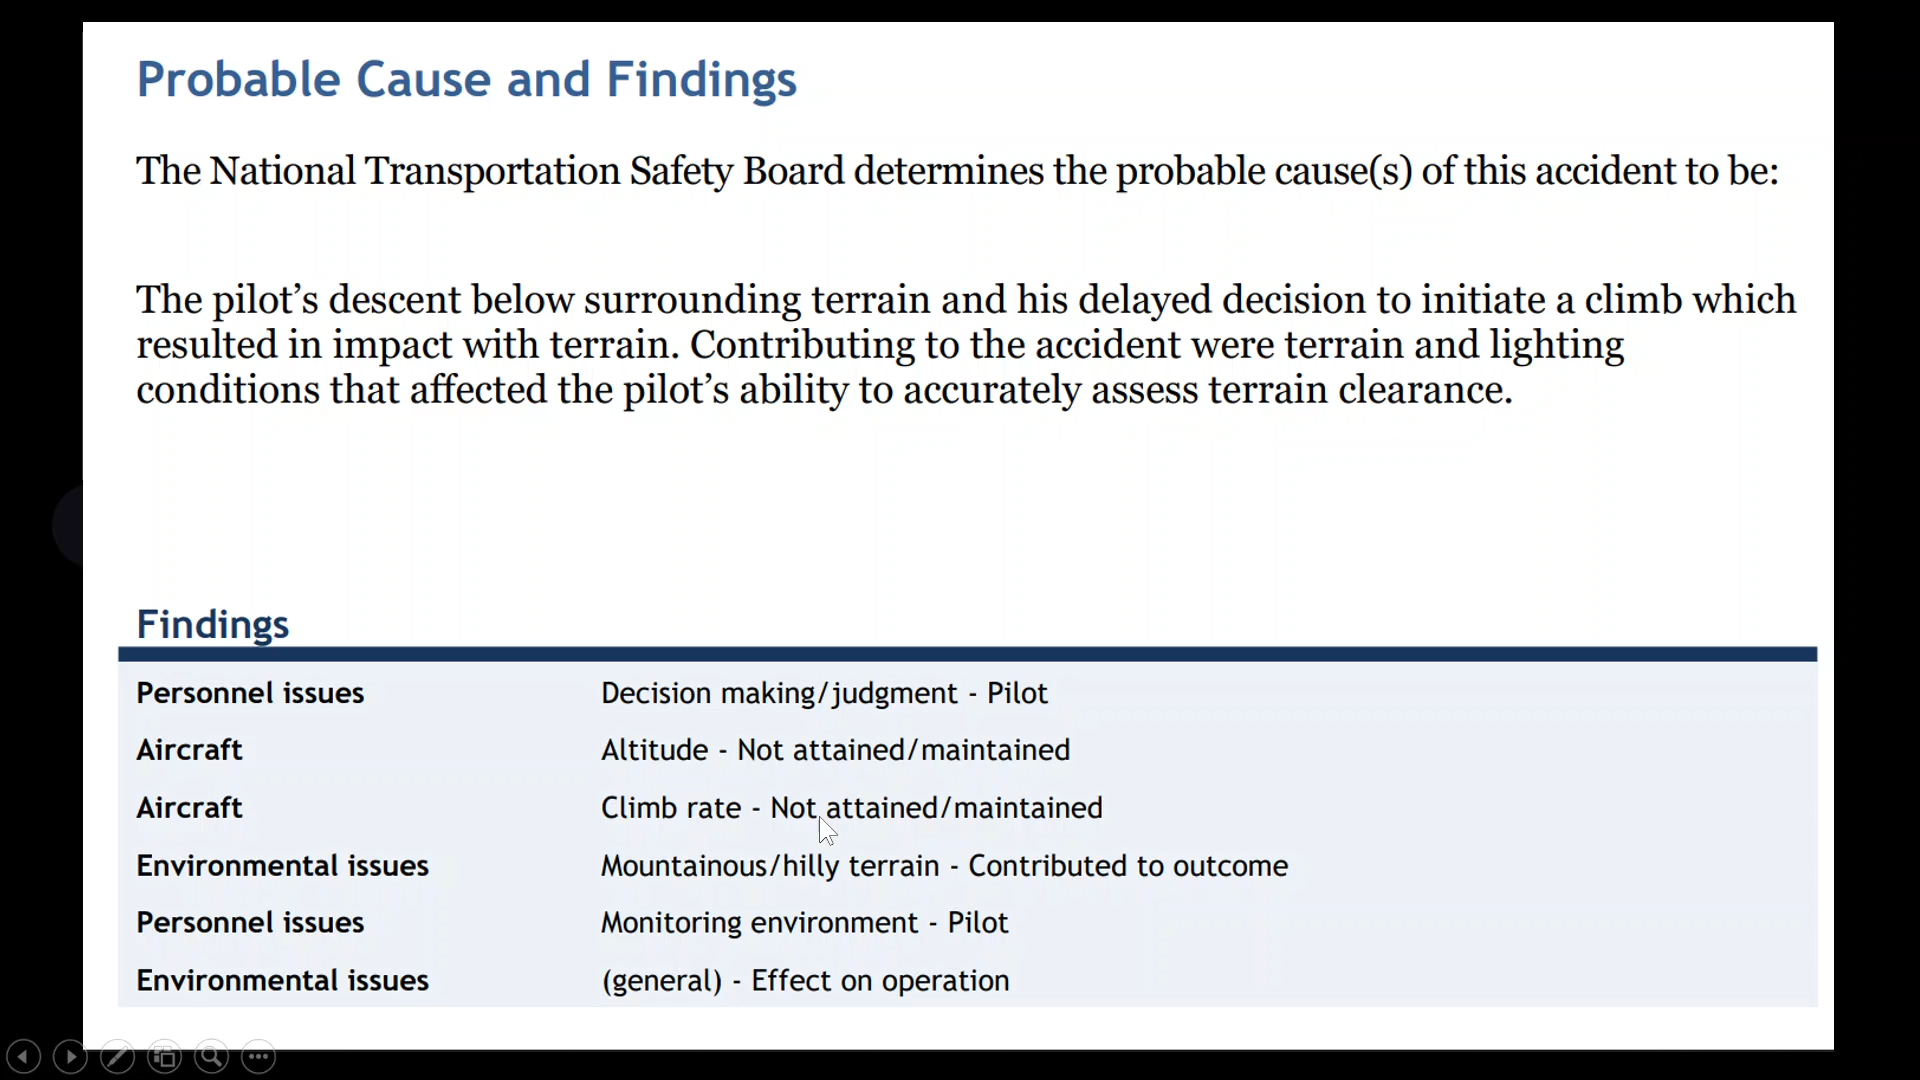 Probable Cause and Findings
The National Transportation Safety Board determines the probable cause(s) of this accident to be:
The pilot’s descent below surrounding terrain and his delayed decision to initiate a climb which
resulted in impact with terrain. Contributing to the accident were terrain and lighting
conditions that affected the pilot’s ability to accurately assess terrain clearance.
Findings
Personnel issues Decision making/judgment - Pilot
Aircraft Altitude - Not attained/maintained
Aircraft Climb rate - Not attained/maintained
Environmental issues Mountainous/hilly terrain - Contributed to outcome
Personnel issues Monitoring environment - Pilot
Environmental issues (general) - Effect on operation